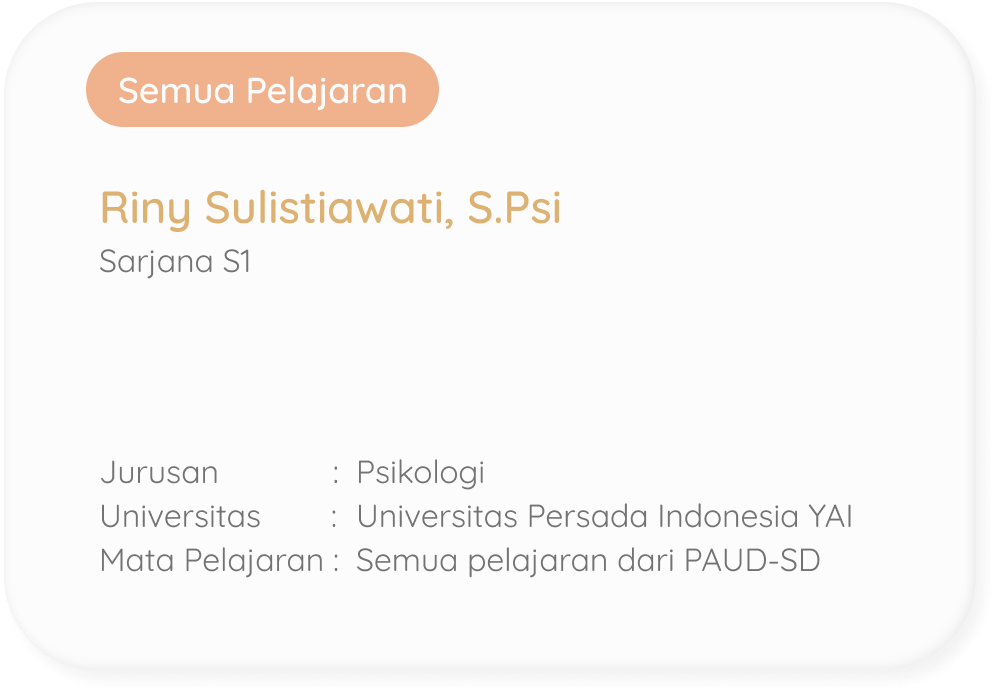 Semua Pelajaran
Riny Sulistiawati, S.Psi
Sarjana S1
Jurusan : Psikologi
Universitas : Universitas Persada Indonesia YAI
Mata Pelajaran : Semua pelajaran dari PAUD-SD